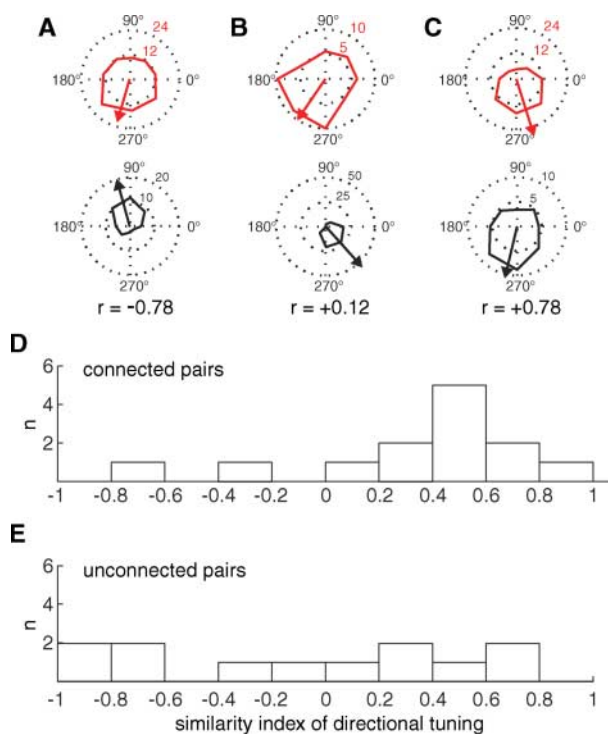 A B C
90° 24 12 180° 0° 270°
90° 10 5 180° 0° 270°
90° 24 12 180° 0° 270°
90° 20 10 180° 0° 270°
90° 50 25 180° 0° 270°
90° 10 5 180° 0° 270°
r = -0.78 r = +0.12 r = +0.78
D
connected pairs
n
6
4
2
-1 -0.8 -0.6 -0.4 -0.2 0 0.2 0.4 0.6 0.8 1
E
unconnected pairs
n
6
4
2
-1 -0.8 -0.6 -0.4 -0.2 0 0.2 0.4 0.6 0.8 1
similarity index of directional tuning